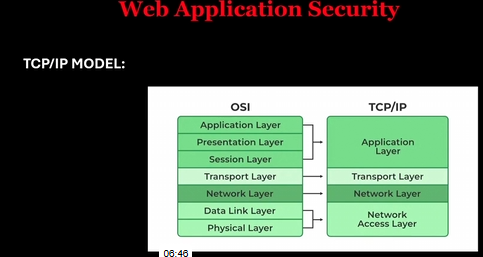 Web Application Security
TCP/IP MODEL:
OSI
TCP/IP
Application Layer
Presentation Layer
Session Layer
Transport Layer
Network Layer
Data Link Layer
Physical Layer
Application
Layer
Transport Layer
Network Layer
Network
Access Layer
06:46